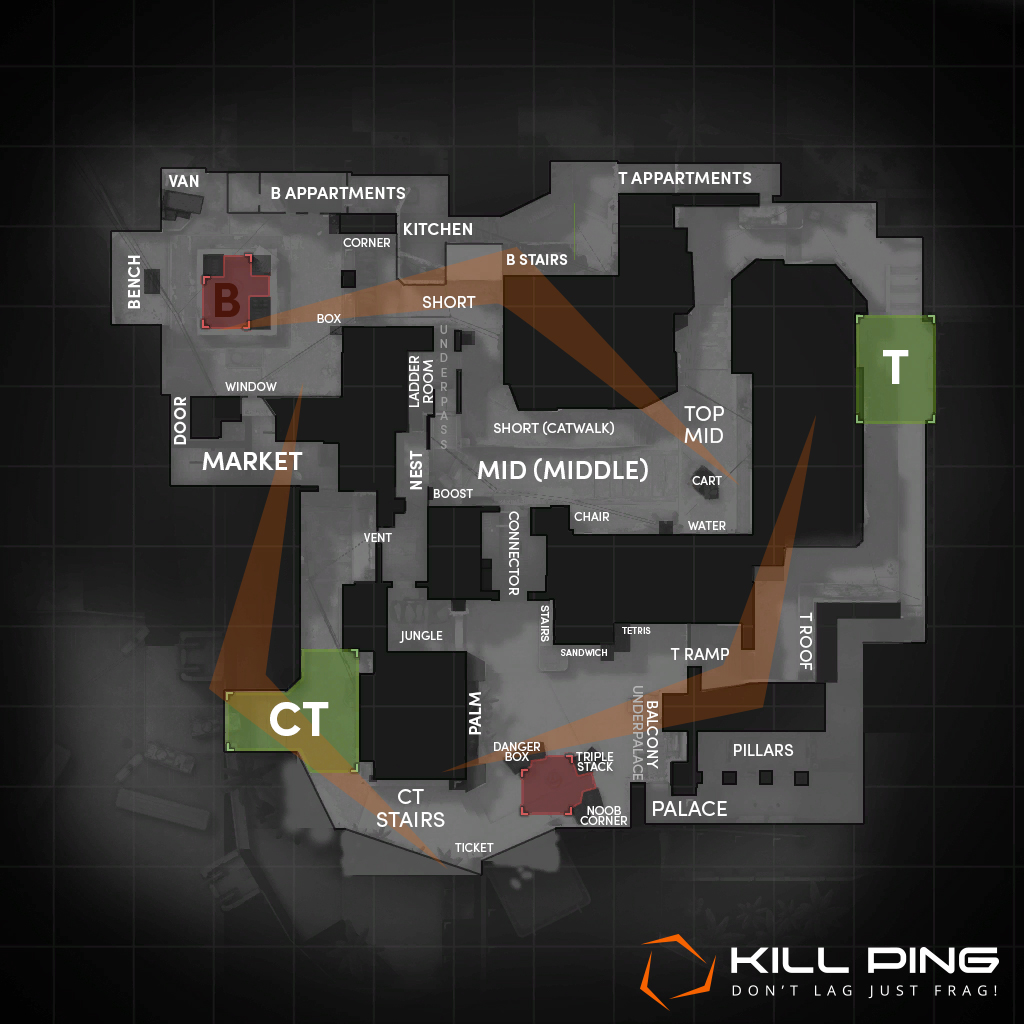 VAN
B APPARTMENTS
T APPARTMENTS
KITCHEN
CORNER
B STAIRS
BENCH
B
SHORT
BOX
UNDERPASS
T
LADDER
ROOM
WINDOW
DOOR
SHORT (CATWALK)
TOP
MID
MARKET
NEST
MID (MIDDLE)
CART
BOOST
CHAIR
WATER
VENT
CONNECTOR
JUNGLE
STAIRS
TETRIS
SANDWICH
T RAMP
T ROOF
CT
PALM
UNDERPALACE
BALCONY
DANGER
BOX
TRIPLE
STACK
PILLARS
CT
STAIRS
NOOB
CORNER
PALACE
TICKET
KILL PING
DON'T LAG JUST FRAG!